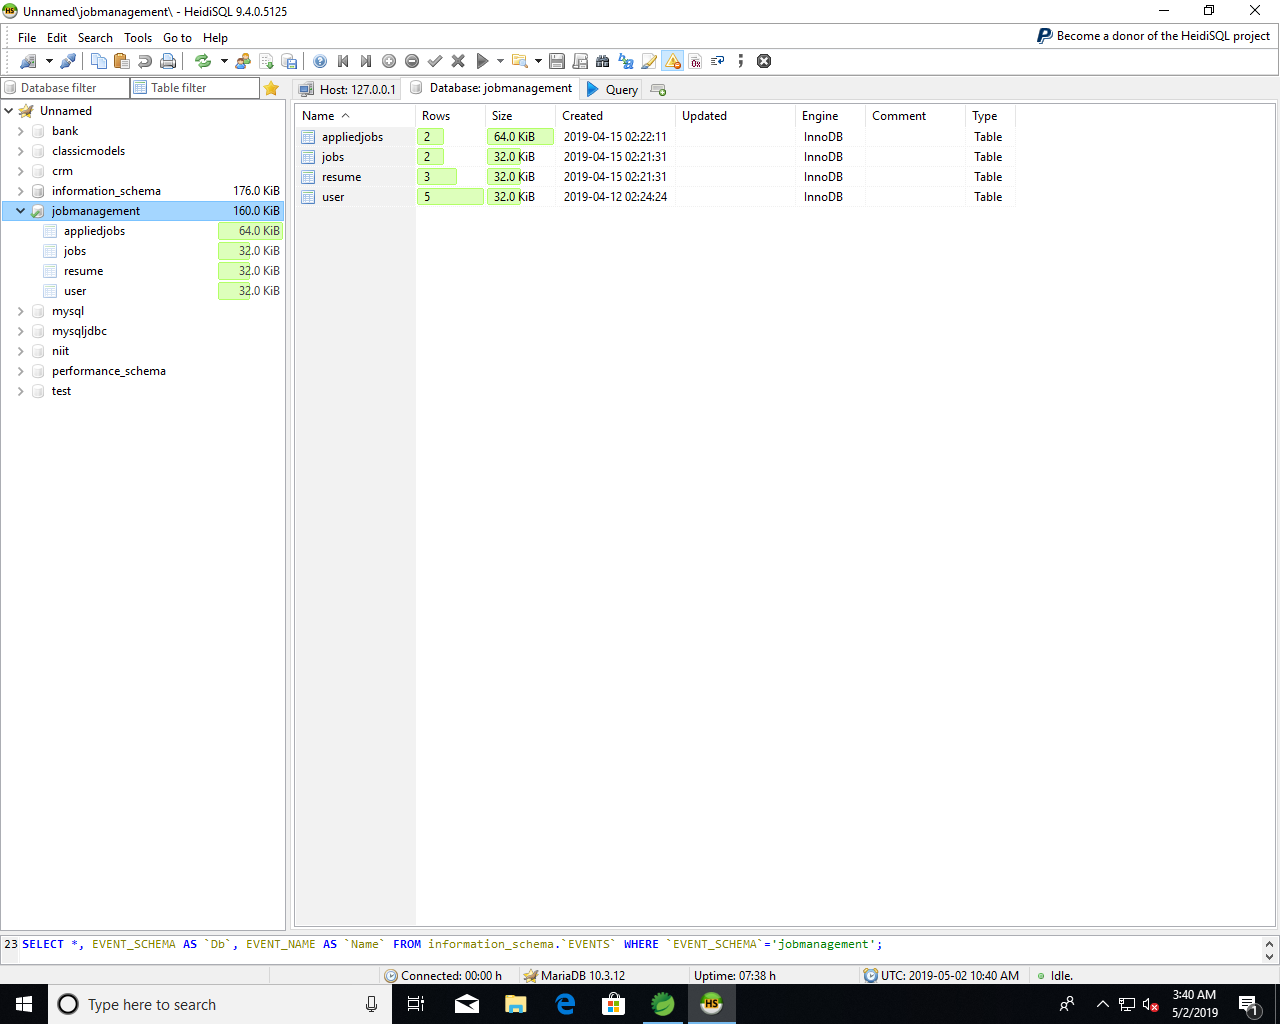 Unnamed\jobmanagement\ - HeidiSQL 9.4.0.5125
File Edit Search Tools Go to Help
Become a donor of the HeidiSQL project
Database filter Table filter
Host: 127.0.0.1 Database: jobmanagement Query
Unnamed
bank
classicmodels
crm
information_schema 176.0 KiB
jobmanagement 160.0 KiB
appliedjobs 64.0 KiB
jobs 32.0 KiB
resume 32.0 KiB
user 32.0 KiB
mysql
mysqljdbc
niit
performance_schema
test
Name Rows Size Created Updated Engine Comment Type
appliedjobs 2 64.0 KiB 2019-04-15 02:22:11 InnoDB Table
jobs 2 32.0 KiB 2019-04-15 02:21:31 InnoDB Table
resume 3 32.0 KiB 2019-04-15 02:21:31 InnoDB Table
user 5 32.0 KiB 2019-04-12 02:24:24 InnoDB Table
23 SELECT *, EVENT_SCHEMA AS `Db`, EVENT_NAME AS `Name` FROM information_schema.`EVENTS` WHERE `EVENT_SCHEMA`='jobmanagement';
Connected: 00:00 h MariaDB 10.3.12 Uptime: 07:38 h UTC: 2019-05-02 10:40 AM Idle.
Type here to search
HS
3:40 AM
5/2/2019
1